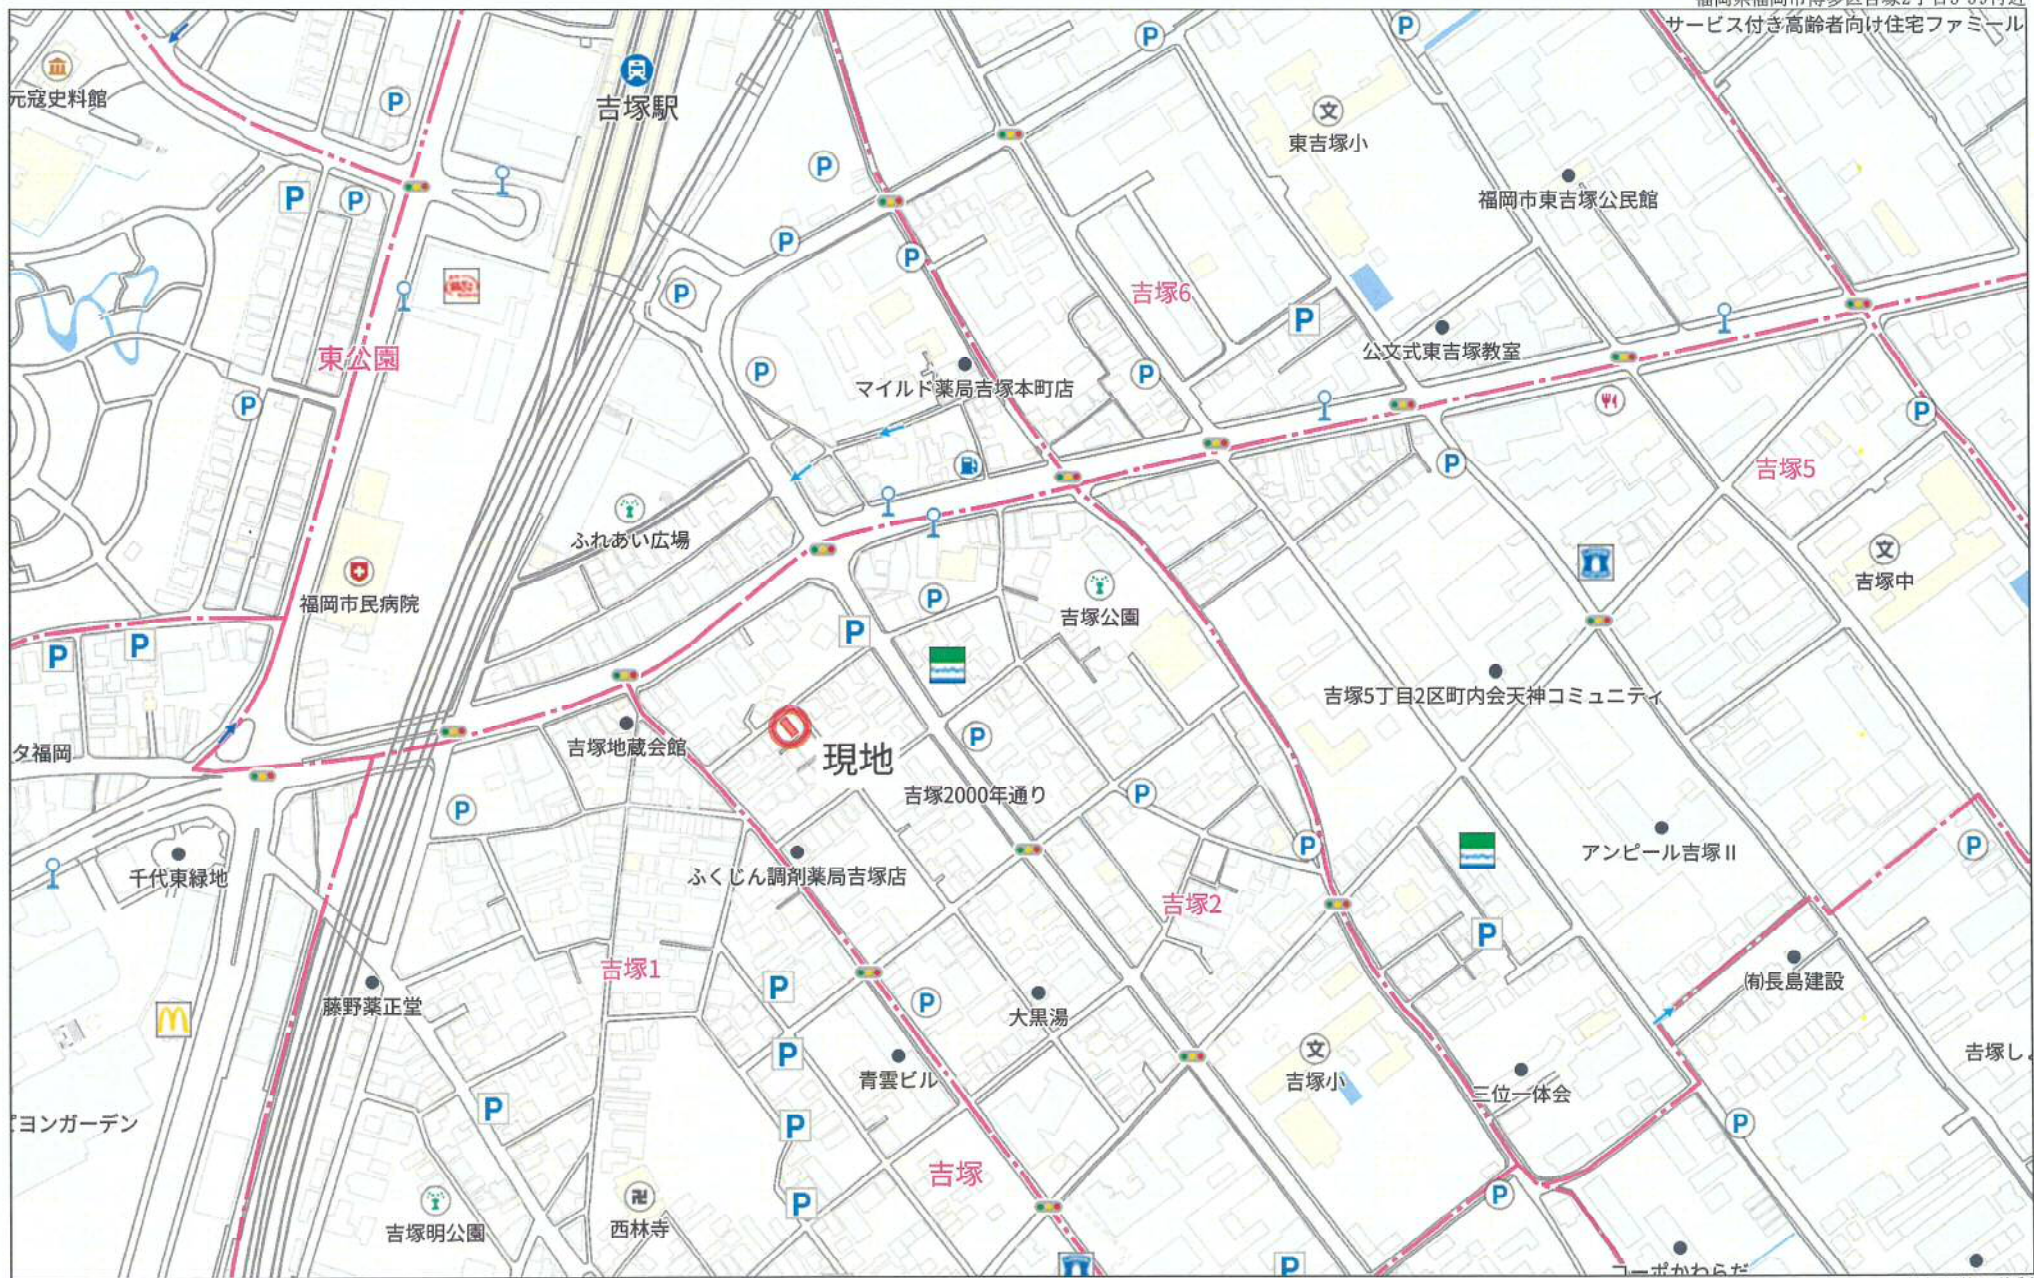 サービス付き高齢者向け住宅ファミール
元寇史料館
吉塚駅
東吉塚小
福岡市東吉塚公民館
吉塚6
東公園
公文式東吉塚教室
マイルド薬局吉塚本町店
吉塚5
ふれあい広場
吉塚中
福岡市民病院
吉塚公園
FamilyMart
吉塚5丁目2区町内会天神コミュニティ
吉塚地蔵会館
タ福岡
現地
吉塚2000年通り
アンピール吉塚Ⅱ
千代東緑地
ふくじん調剤薬局吉塚店
FamilyMart
吉塚2
吉塚1
㈲長島建設
藤野薬正堂
大黒湯
吉塚し
青雲ビル
吉塚小
三位一体会
ヨンガーデン
吉塚
吉塚明公園
西林寺
コーポかわらだ